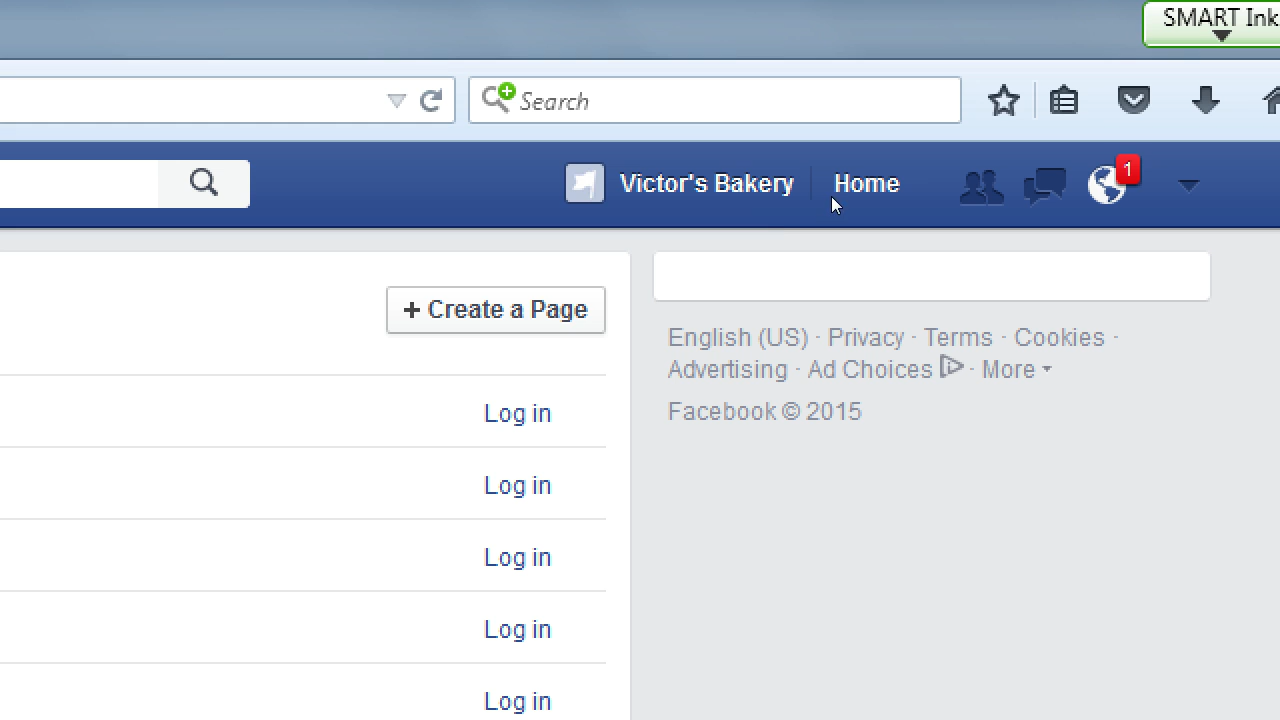 SMART Ink
Search
Victor's Bakery Home 1
+ Create a Page
English (US) · Privacy · Terms · Cookies ·
Advertising · Ad Choices · More
Facebook © 2015
Log in
Log in
Log in
Log in
Log in